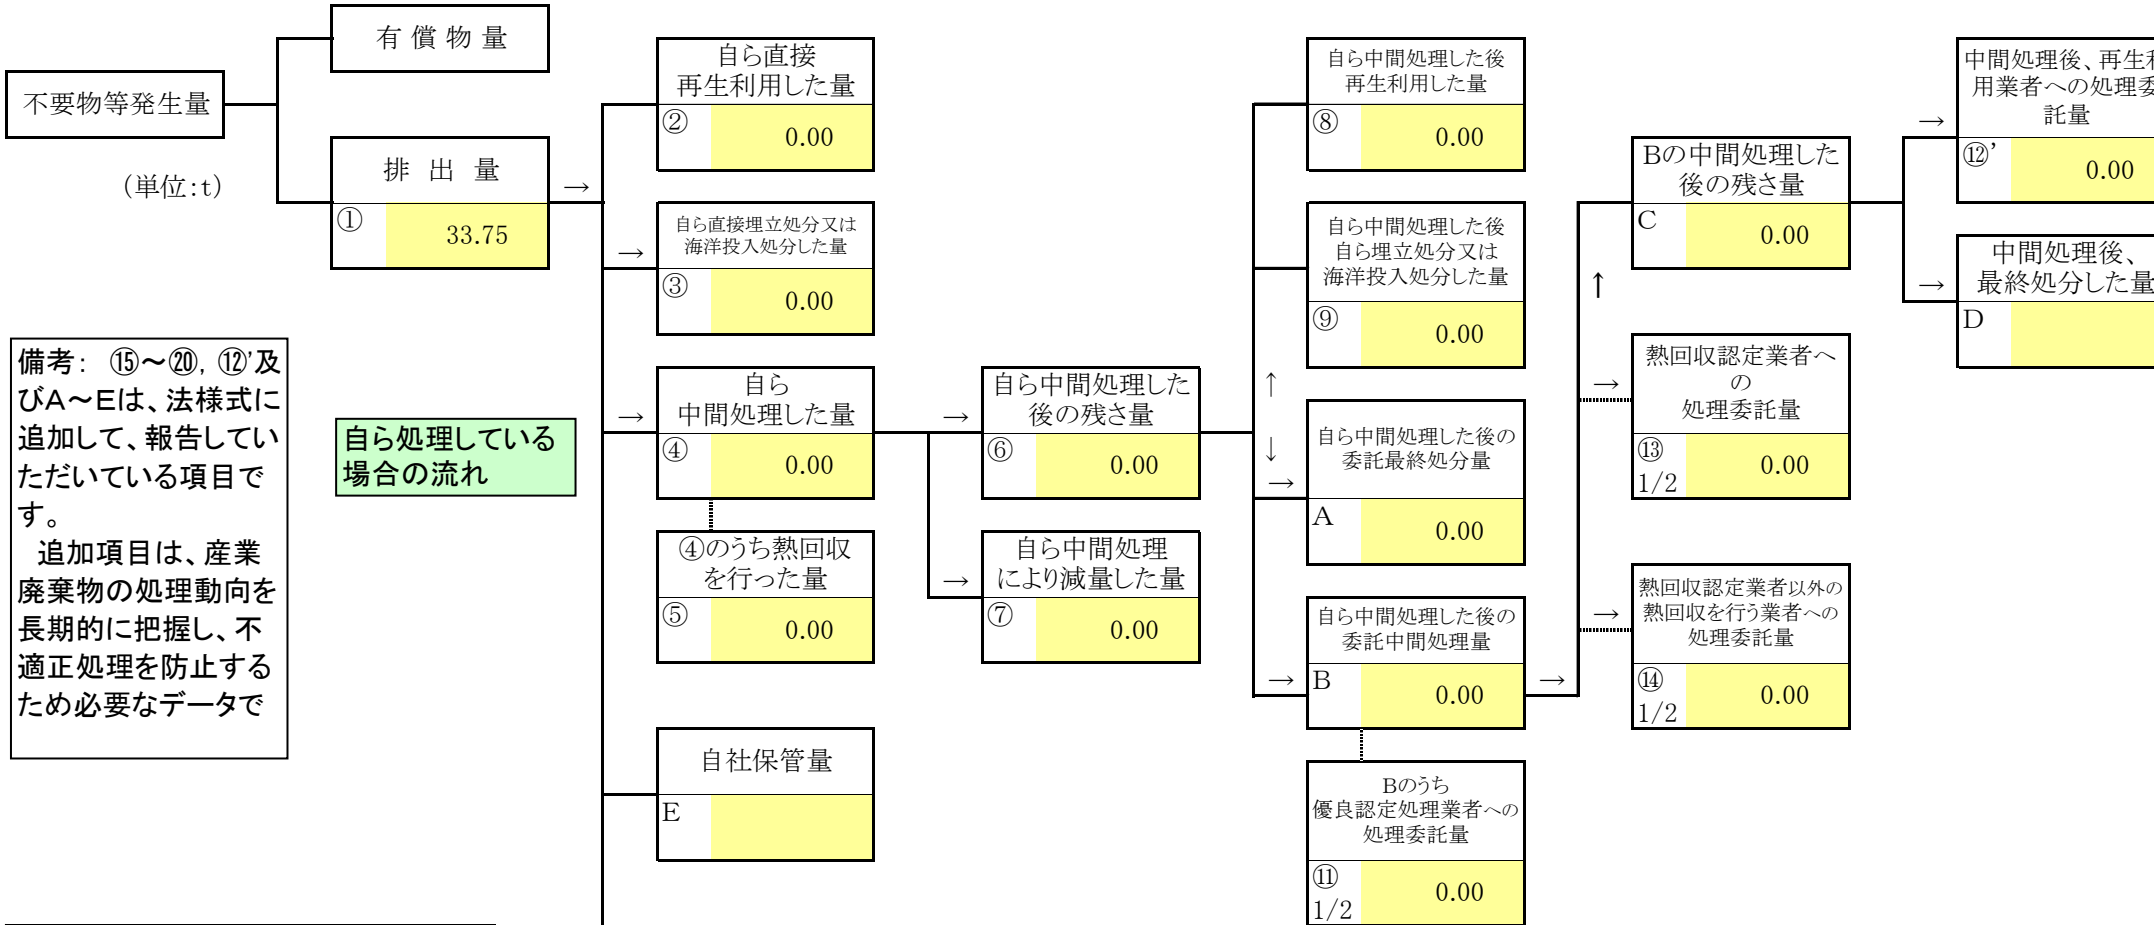 有 償 物 量
不要物等発生量
(単位:t)
排 出 量
→
①
33.75
備考： ⑮～⑳, ⑫'及
びA～Eは、法様式に
追加して、報告してい
ただいている項目で
す。
追加項目は、産業
廃棄物の処理動向を
長期的に把握し、不
適正処理を防止する
ため必要なデータで
自ら処理している
場合の流れ
自ら直接
再生利用した量
②
0.00
→
自ら直接埋立処分又は
海洋投入処分した量
③
0.00
→
自ら
中間処理した量
④
0.00
④のうち熱回収
を行った量
⑤
0.00
自社保管量
E
→
自ら中間処理した
後の残さ量
⑥
0.00
→
自ら中間処理
により減量した量
⑦
0.00
自ら中間処理した後
再生利用した量
⑧
0.00
自ら中間処理した後
自ら埋立処分又は
海洋投入処分した量
⑨
0.00
↑
↓
→
自ら中間処理した後の
委託最終処分量
A
0.00
→
自ら中間処理した後の
委託中間処理量
B
0.00
→
Bのうち
優良認定処理業者への
処理委託量
⑪
1/2
0.00
Bの中間処理した
後の残さ量
C
0.00
↑
→
熱回収認定業者へ
の
処理委託量
⑬
1/2
0.00
→
熱回収認定業者以外の
熱回収を行う業者への
処理委託量
⑭
1/2
0.00
→
中間処理後、再生利
用業者への処理委
託量
⑫'
0.00
→
中間処理後、
最終処分した量
D